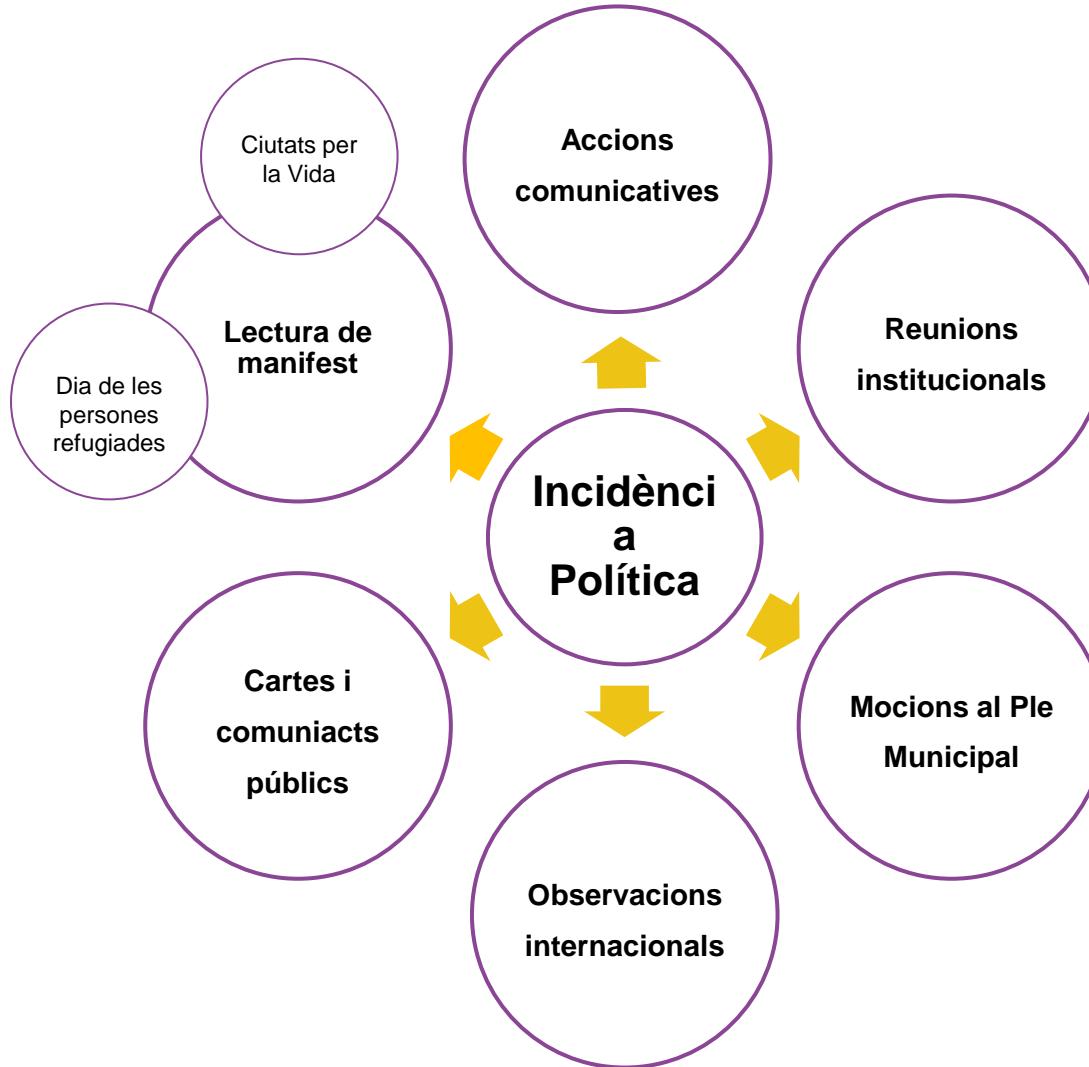 Ciutats per
la Vida
Accions
comunicatives
Lectura de
manifest
Reunions
institucionals
Dia de les
persones
refugiades
Incidènci
a
Política
Cartes i
comuniacts
públics
Mocions al Ple
Municipal
Observacions
internacionals